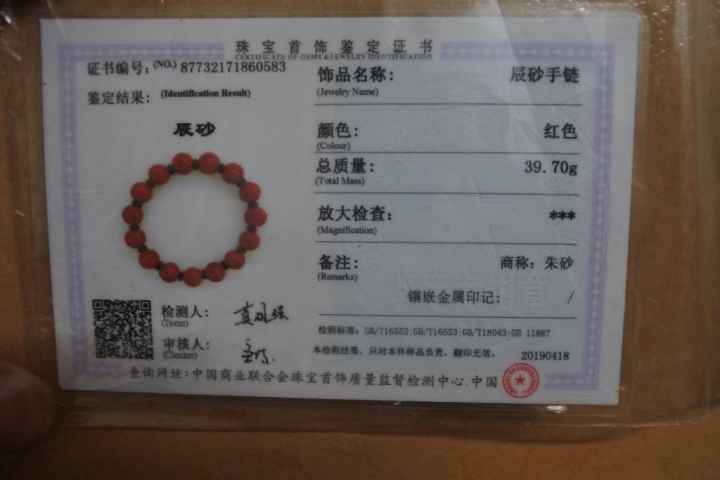 珠宝首饰鉴定证书
CERTIFICATE OF GEMS &JEWELRY IDENTIFICATION
证书编号:(NO.) 87732171860583
鉴定结果: (Identification Result)
辰砂
饰品名称: 辰砂手链
(Jewelry Name)
颜色: 红色
(Colour)
总质量: 39.70g
(Total Mass)
放大检查: ***
(Magnification)
备注: 商称: 朱砂
(Remarks)
镶嵌金属印记: /
检测人:
(Tester)
审核人:
(Checker)
检测标准: GB/T16552;GB/T16553;GB/T18043;GB 11887
本检测结果, 只对本件样品负责, 翻印无效。 20190418
查询网址:中国商业联合会珠宝首饰质量监督检测中心.中国